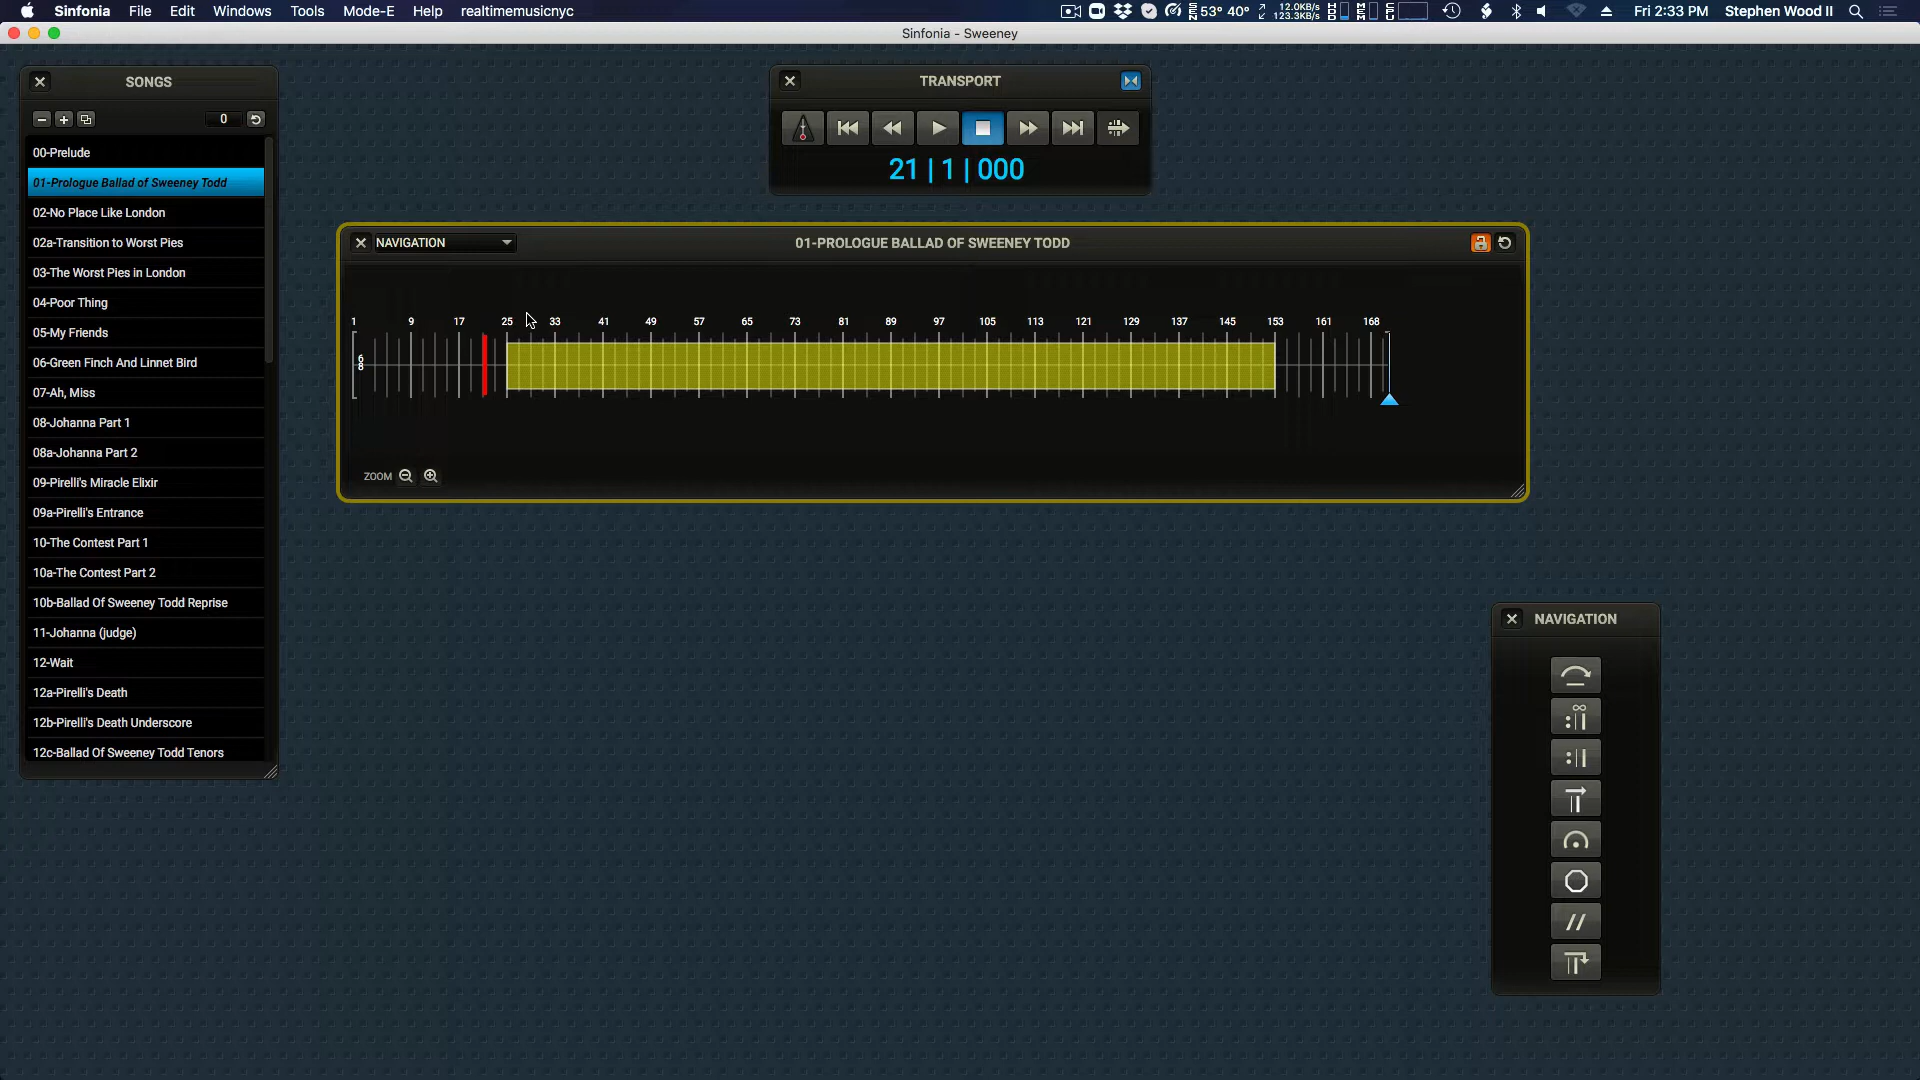 Sinfonia File Edit Windows Tools Mode-E Help realtimemusicnyc 53° 40° 12.0KB/s 123.3KB/s Fri 2:33 PM Stephen Wood II
Sinfonia - Sweeney
SONGS
0
00-Prelude
01-Prologue Ballad of Sweeney Todd
02-No Place Like London
02a-Transition to Worst Pies
03-The Worst Pies in London
04-Poor Thing
05-My Friends
06-Green Finch And Linnet Bird
07-Ah, Miss
08-Johanna Part 1
08a-Johanna Part 2
09-Pirelli's Miracle Elixir
09a-Pirelli's Entrance
10-The Contest Part 1
10a-The Contest Part 2
10b-Ballad Of Sweeney Todd Reprise
11-Johanna (judge)
12-Wait
12a-Pirelli's Death
12b-Pirelli's Death Underscore
12c-Ballad Of Sweeney Todd Tenors
TRANSPORT
21 | 1 | 000
NAVIGATION
01-PROLOGUE BALLAD OF SWEENEY TODD
1 9 17 25 33 41 49 57 65 73 81 89 97 105 113 121 129 137 145 153 161 168
6
8
ZOOM
NAVIGATION